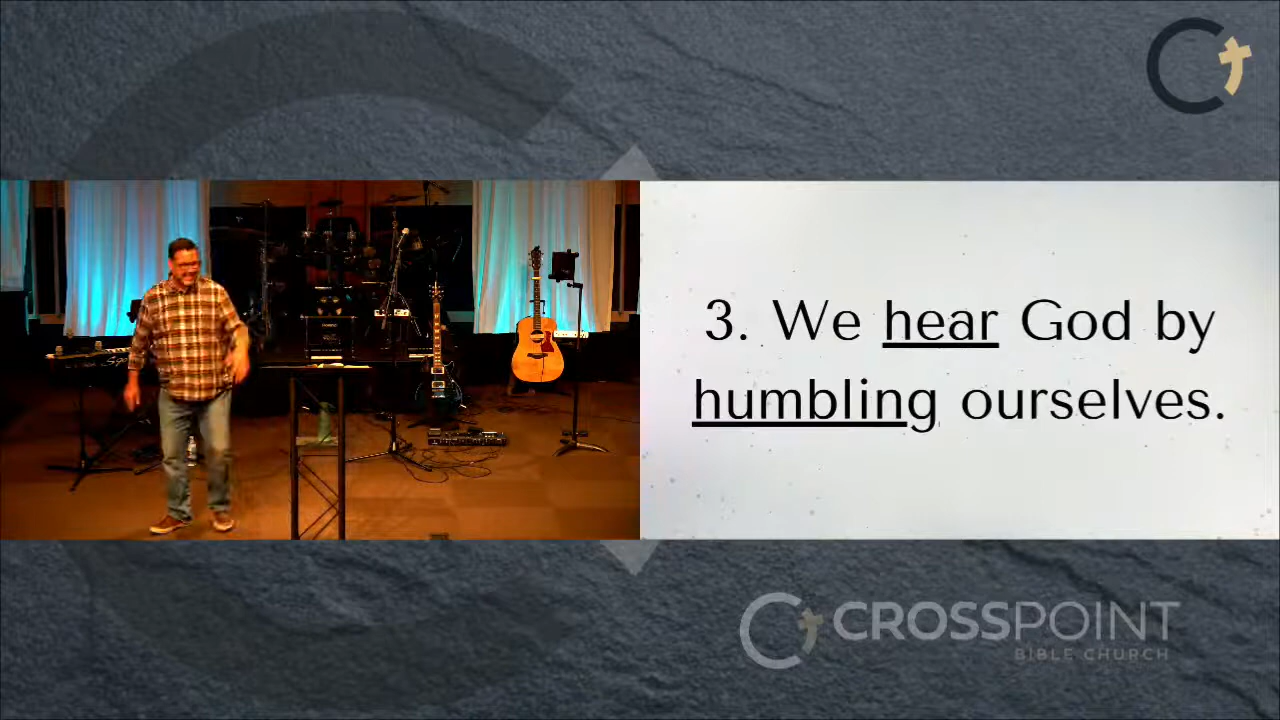 3. We hear God by
humbling ourselves.
CROSSPOINT
BIBLE CHURCH